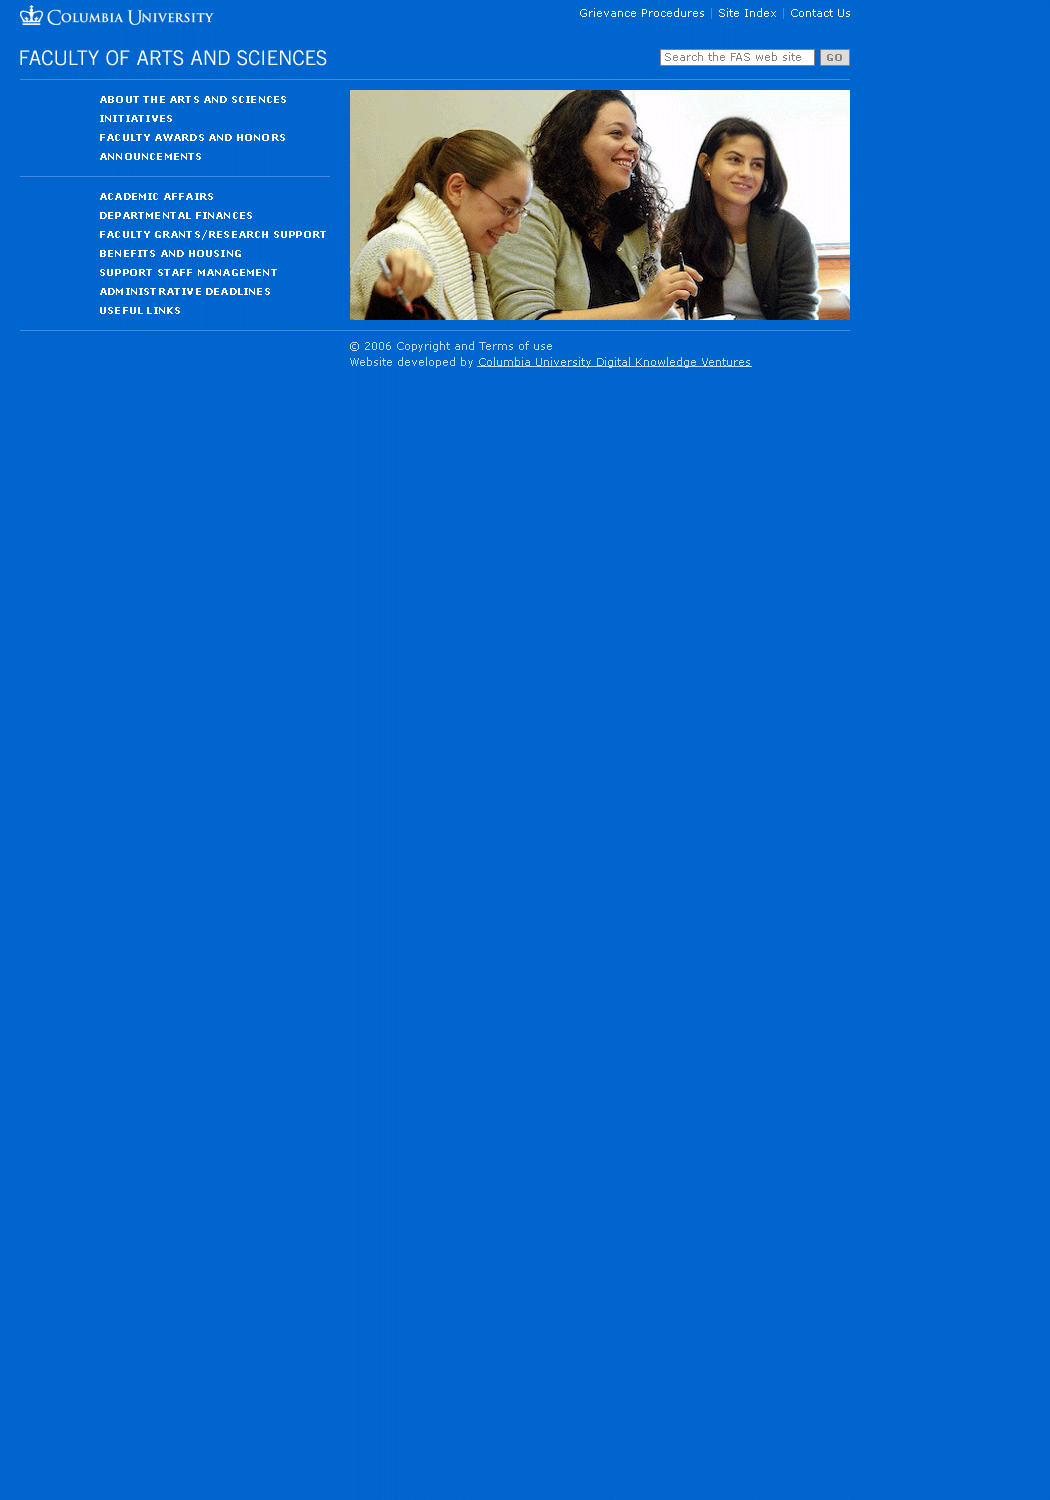 COLUMBIA UNIVERSITY
Grievance Procedures | Site Index | Contact Us
FACULTY OF ARTS AND SCIENCES
Search the FAS web site GO
ABOUT THE ARTS AND SCIENCES
INITIATIVES
FACULTY AWARDS AND HONORS
ANNOUNCEMENTS
ACADEMIC AFFAIRS
DEPARTMENTAL FINANCES
FACULTY GRANTS/RESEARCH SUPPORT
BENEFITS AND HOUSING
SUPPORT STAFF MANAGEMENT
ADMINISTRATIVE DEADLINES
USEFUL LINKS
© 2006 Copyright and Terms of use
Website developed by Columbia University Digital Knowledge Ventures